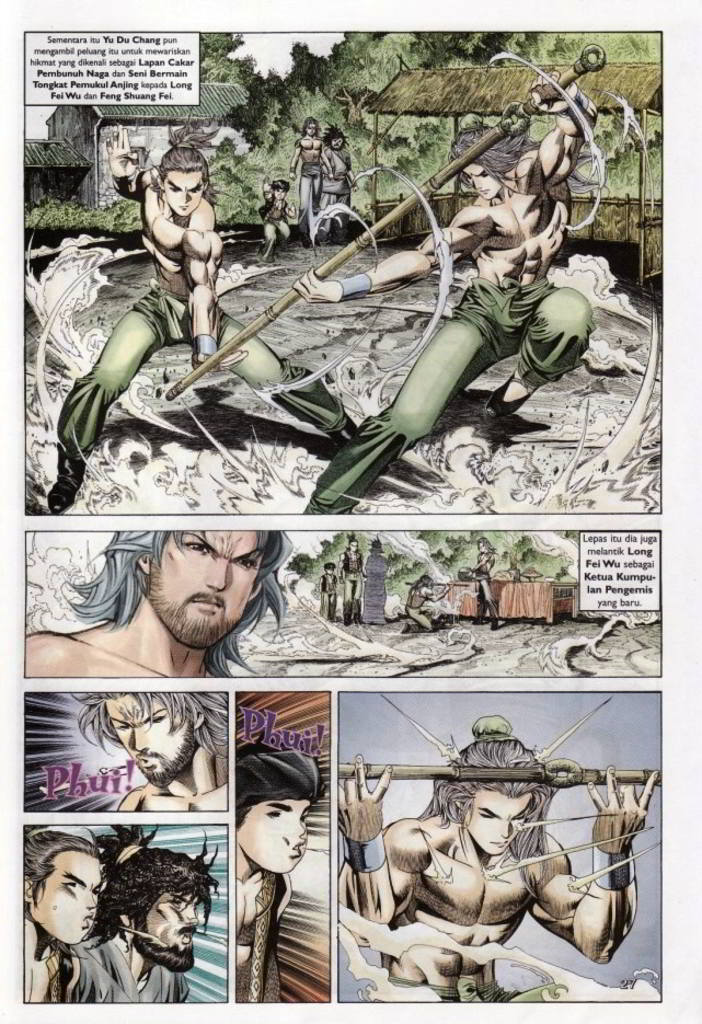 Sementara itu Yu Du Chang pun
mengambil peluang itu untuk mewariskan
hikmat yang dikenali sebagai Lapan Cakar
Pembunuh Naga dan Seni Bermain
Tongkat Pemukul Anjing kepada Long
Fei Wu dan Feng Shuang Fei.
Lepas itu dia juga
melantik Long
Fei Wu sebagai
Ketua Kumpu-
lan Pengemis
yang baru.
Phui!
Phui!
27